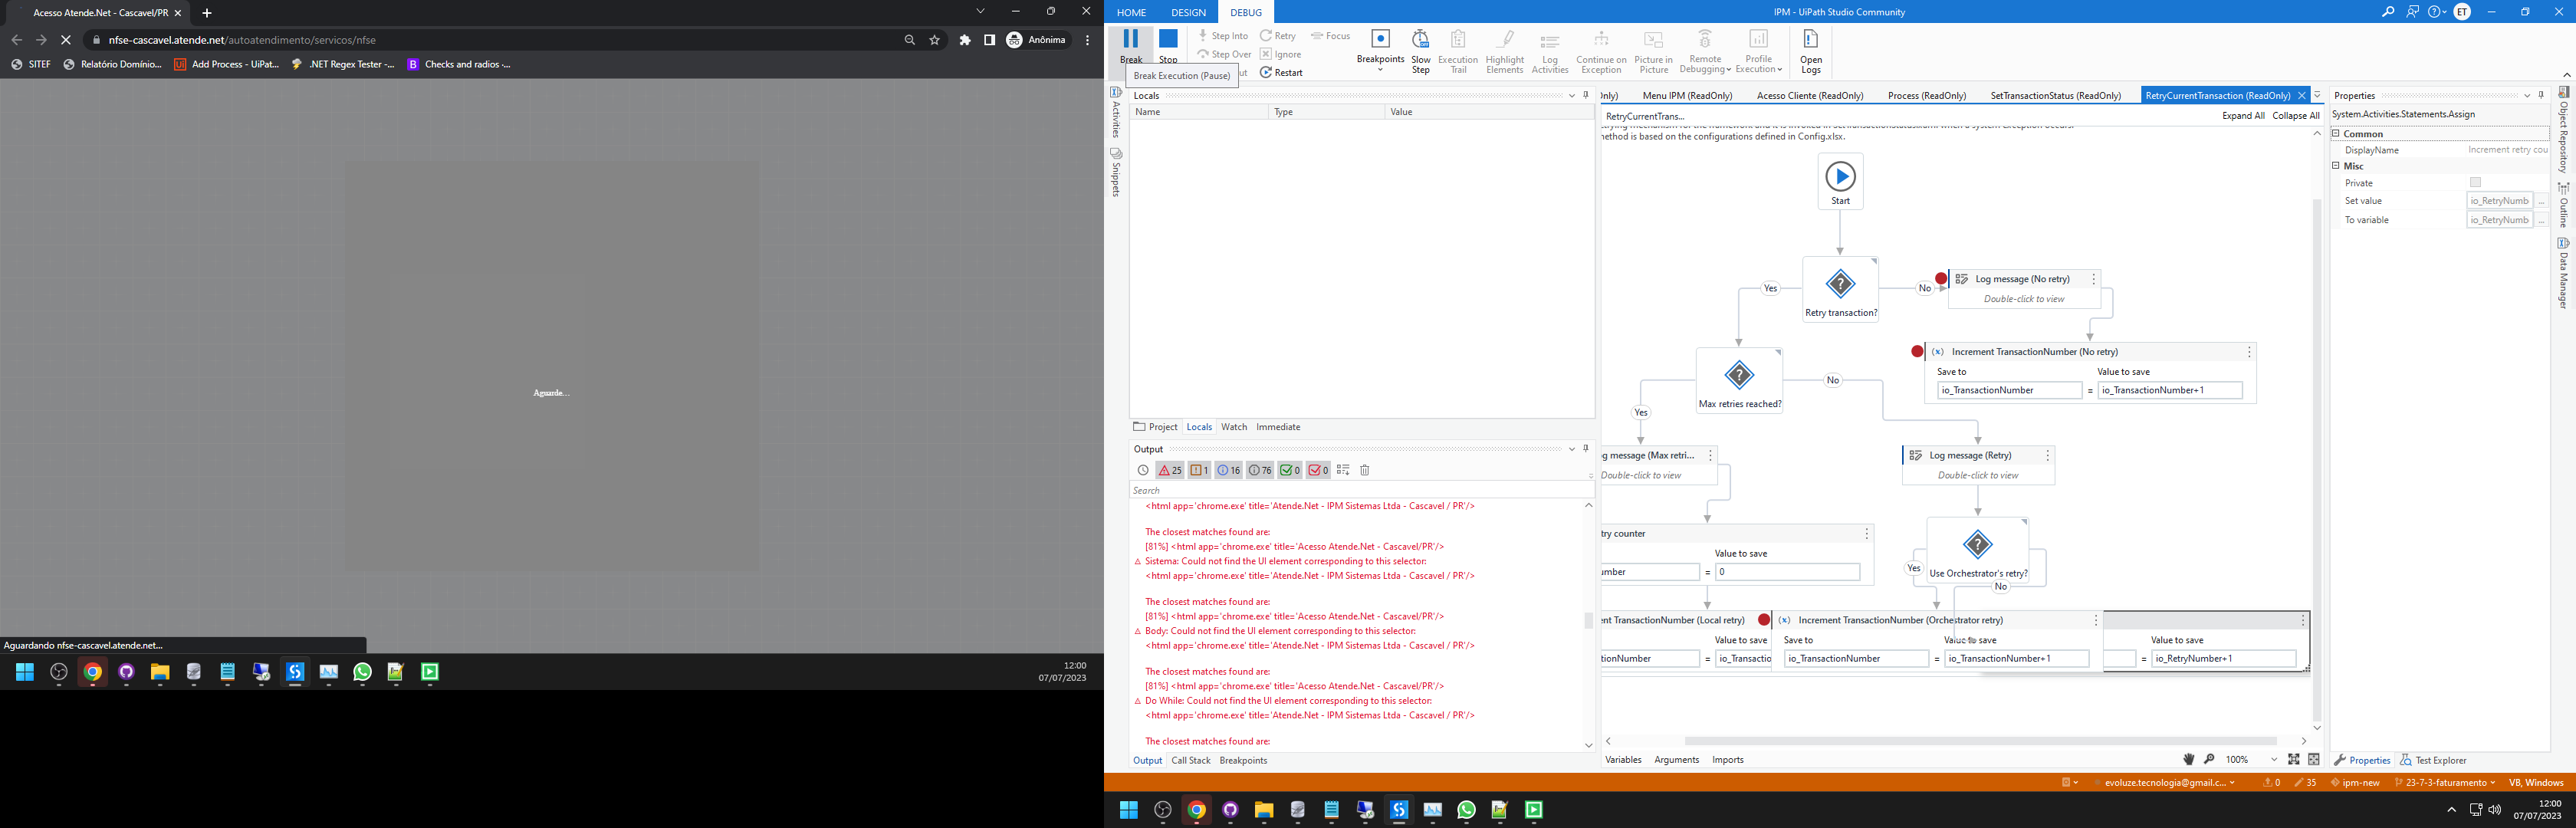 Acesso Atende.Net - Cascavel/PR
nfse-cascavel.atende.net/autoatendimento/servicos/nfse
Anônima
SITEF
Relatório Domínio...
Add Process - UiPat...
.NET Regex Tester -...
Checks and radios ·...
Aguarde...
Aguardando nfse-cascavel.atende.net...
12:00
07/07/2023
HOME DESIGN DEBUG
IPM - UiPath Studio Community
ET
Break
Stop
Step Into
Step Over
Retry
Ignore
Restart
Focus
Breakpoints
Slow Step
Execution Trail
Highlight Elements
Log Activities
Continue on Exception
Picture in Picture
Remote Debugging
Profile Execution
Open Logs
Break Execution (Pause)
Activities
Snippets
Locals
Name Type Value
Project Locals Watch Immediate
Output
25 1 16 76 0 0
Search
<html app='chrome.exe' title='Atende.Net - IPM Sistemas Ltda - Cascavel / PR'/>
The closest matches found are:
[81%] <html app='chrome.exe' title='Acesso Atende.Net - Cascavel/PR'/>
Sistema: Could not find the UI element corresponding to this selector:
<html app='chrome.exe' title='Atende.Net - IPM Sistemas Ltda - Cascavel / PR'/>
The closest matches found are:
[81%] <html app='chrome.exe' title='Acesso Atende.Net - Cascavel/PR'/>
Body: Could not find the UI element corresponding to this selector:
<html app='chrome.exe' title='Atende.Net - IPM Sistemas Ltda - Cascavel / PR'/>
The closest matches found are:
[81%] <html app='chrome.exe' title='Acesso Atende.Net - Cascavel/PR'/>
Do While: Could not find the UI element corresponding to this selector:
<html app='chrome.exe' title='Atende.Net - IPM Sistemas Ltda - Cascavel / PR'/>
The closest matches found are:
Output Call Stack Breakpoints
Only) Menu IPM (ReadOnly) Acesso Cliente (ReadOnly) Process (ReadOnly) SetTransactionStatus (ReadOnly) RetryCurrentTransaction (ReadOnly)
RetryCurrentTrans...
Expand All Collapse All
method is based on the configurations defined in Config.xlsx.
Start
Retry transaction?
Yes
No
Log message (No retry)
Double-click to view
Increment TransactionNumber (No retry)
Save to Value to save
io_TransactionNumber = io_TransactionNumber+1
Max retries reached?
Yes
No
g message (Max retri...
Double-click to view
Log message (Retry)
Double-click to view
try counter
Value to save
umber = 0
Use Orchestrator's retry?
Yes
No
ent TransactionNumber (Local retry)
Value to save
tionNumber = io_Transactio
Increment TransactionNumber (Orchestrator retry)
Save to Value to save
io_TransactionNumber = io_TransactionNumber+1
Value to save
= io_RetryNumber+1
Variables Arguments Imports
100%
Properties
System.Activities.Statements.Assign
Common
DisplayName Increment retry cou
Misc
Private
Set value io_RetryNumb ...
To variable io_RetryNumb ...
Properties Test Explorer
Object Repository
Outline
Data Manager
evoluze.tecnologia@gmail.c...
0
35
ipm-new
23-7-3-faturamento
VB, Windows
12:00
07/07/2023